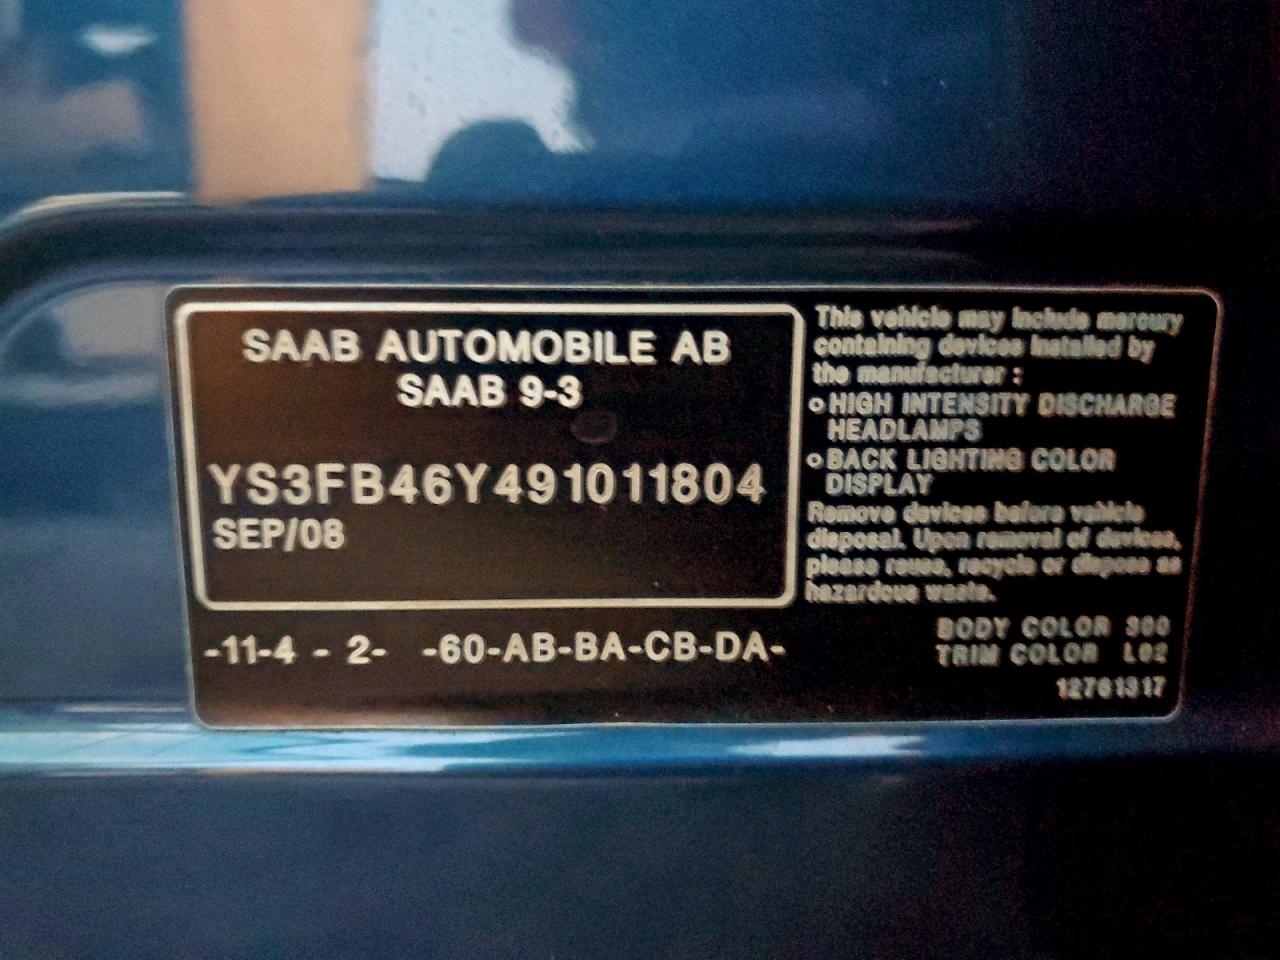 SAAB AUTOMOBILE AB
SAAB 9-3
YS3FB46Y491011804
SEP/08
-11-4 - 2- -60-AB-BA-CB-DA-
This vehicle may include mercury
containing devices installed by
the manufacturer :
o HIGH INTENSITY DISCHARGE
HEADLAMPS
o BACK LIGHTING COLOR
DISPLAY
Remove devices before vehicle
disposal. Upon removal of devices,
please reuse, recycle or dispose as
hazardous waste.
BODY COLOR 300
TRIM COLOR L02
12761317